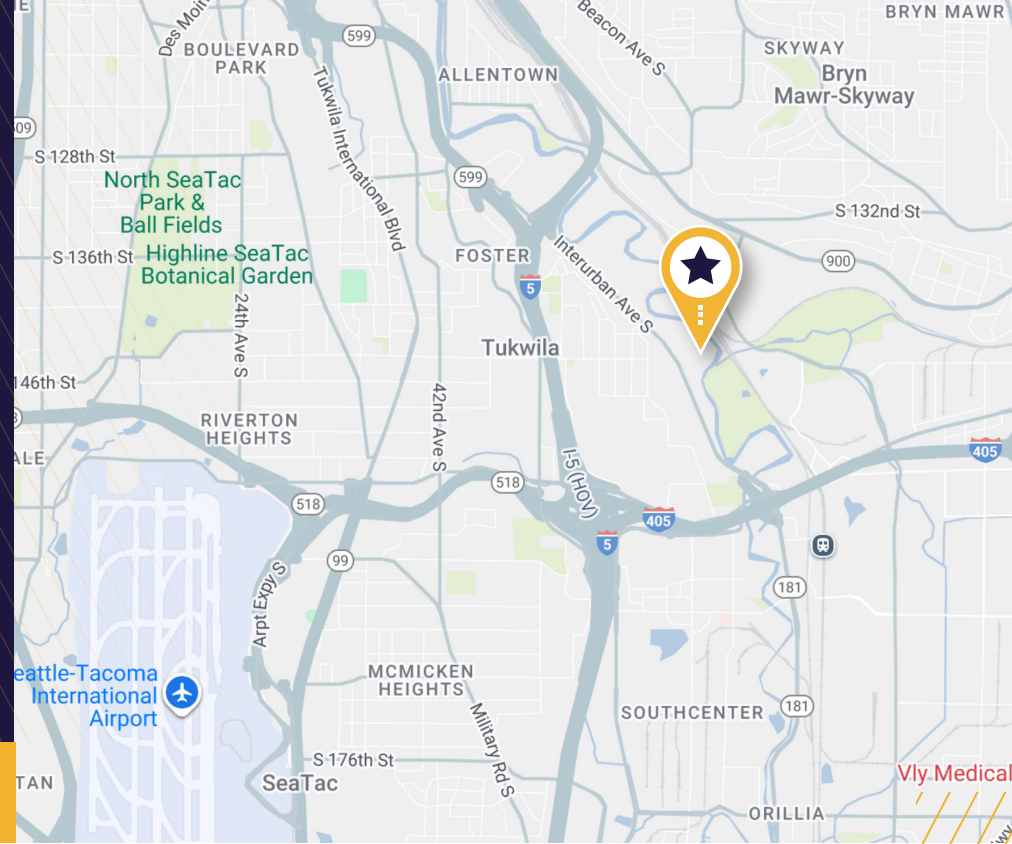 Des Moin
599
Beacon Ave S
BRYN MAWR
BOULEVARD
PARK
SKYWAY
ALLENTOWN
Bryn
Mawr-Skyway
Tukwila International Blvd
509
S 128th St
599
North SeaTac
Park &
Ball Fields
S 132nd St
S 136th St
Highline SeaTac
Botanical Garden
FOSTER
Interurban Ave S
900
5
24th Ave S
Tukwila
146th St
42nd Ave S
RIVERTON
HEIGHTS
ALE
I-5 (HOV)
405
518
518
405
5
99
Arpt Expy S
181
eattle-Tacoma
International
Airport
MCMICKEN
HEIGHTS
Military Rd S
SOUTHCENTER
181
S 176th St
SeaTac
TAN
Vly Medical
ORILLIA